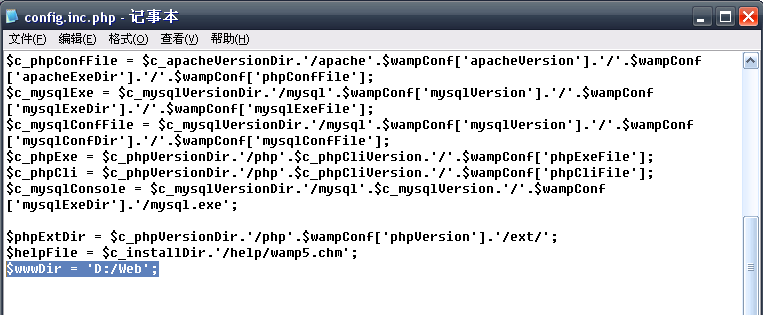 config.inc.php - 记事本
文件(F) 编辑(E) 格式(O) 查看(V) 帮助(H)
$c_phpConfFile = $c_apacheVersionDir.'/apache'.$wampConf['apacheVersion'].'/'.$wampConf
['apacheExeDir'].'/'.$wampConf['phpConfFile'];
$c_mysqlExe = $c_mysqlVersionDir.'/mysql'.$wampConf['mysqlVersion'].'/'.$wampConf
['mysqlExeDir'].'/'.$wampConf['mysqlExeFile'];
$c_mysqlConfFile = $c_mysqlVersionDir.'/mysql'.$wampConf['mysqlVersion'].'/'.$wampConf
['mysqlConfDir'].'/'.$wampConf['mysqlConfFile'];
$c_phpExe = $c_phpVersionDir.'/php'.$c_phpCliVersion.'/'.$wampConf['phpExeFile'];
$c_phpCli = $c_phpVersionDir.'/php'.$c_phpCliVersion.'/'.$wampConf['phpCliFile'];
$c_mysqlConsole = $c_mysqlVersionDir.'/mysql'.$c_mysqlVersion.'/'.$wampConf
['mysqlExeDir'].'/mysql.exe';
$phpExtDir = $c_phpVersionDir.'/php'.$wampConf['phpVersion'].'/ext/';
$helpFile = $c_installDir.'/help/wamp5.chm';
$wwwDir = 'D:/Web';